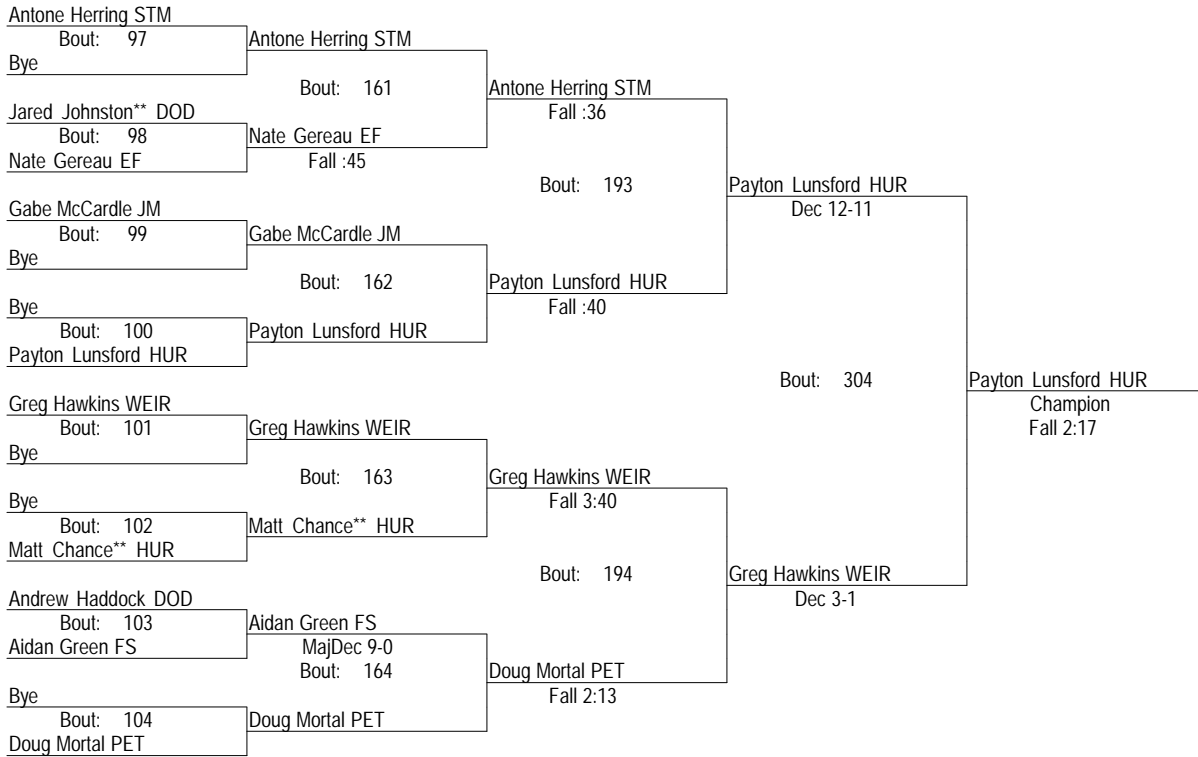 Antone Herring STM
Bout: 97
Antone Herring STM
Bye
Bout: 161
Antone Herring STM
Jared Johnston** DOD
Fall :36
Bout: 98
Nate Gereau EF
Nate Gereau EF
Fall :45
Bout: 193
Payton Lunsford HUR
Gabe McCardle JM
Dec 12-11
Bout: 99
Gabe McCardle JM
Bye
Bout: 162
Payton Lunsford HUR
Bye
Fall :40
Bout: 100
Payton Lunsford HUR
Payton Lunsford HUR
Bout: 304
Payton Lunsford HUR
Greg Hawkins WEIR
Champion
Bout: 101
Greg Hawkins WEIR
Fall 2:17
Bye
Bout: 163
Greg Hawkins WEIR
Bye
Fall 3:40
Bout: 102
Matt Chance** HUR
Matt Chance** HUR
Bout: 194
Greg Hawkins WEIR
Andrew Haddock DOD
Dec 3-1
Bout: 103
Aidan Green FS
Aidan Green FS
MajDec 9-0
Bout: 164
Doug Mortal PET
Bye
Fall 2:13
Bout: 104
Doug Mortal PET
Doug Mortal PET